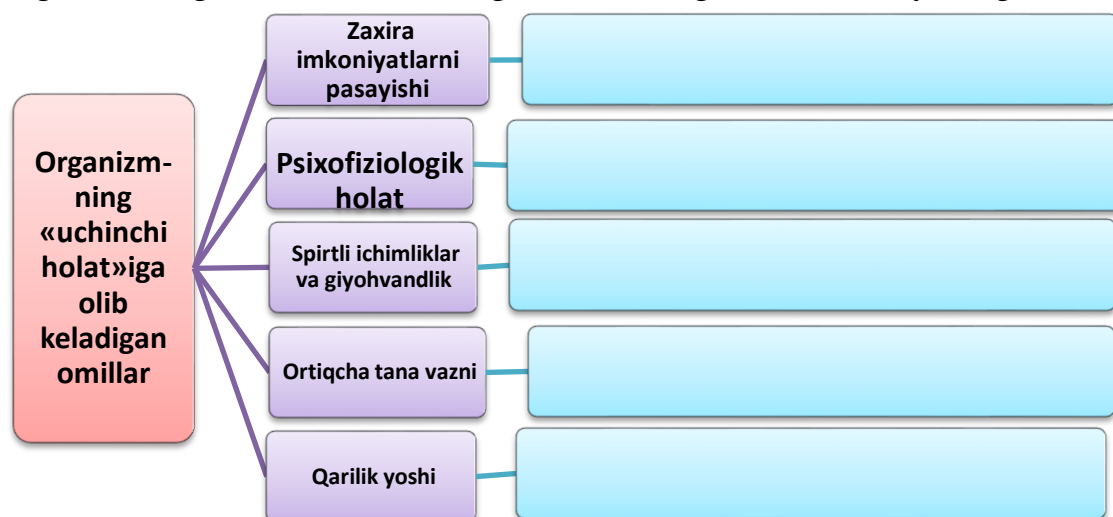 Organizm-
ning
«uchinchi
holat»iga
olib
keladigan
omillar
Zaxira
imkoniyatlarni
pasayishi
Psixofiziologik
holat
Spirtli ichimliklar
va giyohvandlik
Ortiqcha tana vazni
Qarilik yoshi